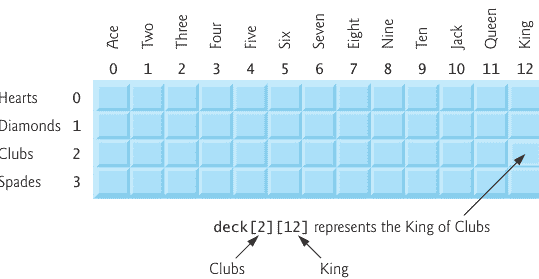 Ace Two Three Four Five Six Seven Eight Nine Ten Jack Queen King
0 1 2 3 4 5 6 7 8 9 10 11 12
Hearts 0
Diamonds 1
Clubs 2
Spades 3
deck[2][12] represents the King of Clubs
Clubs King